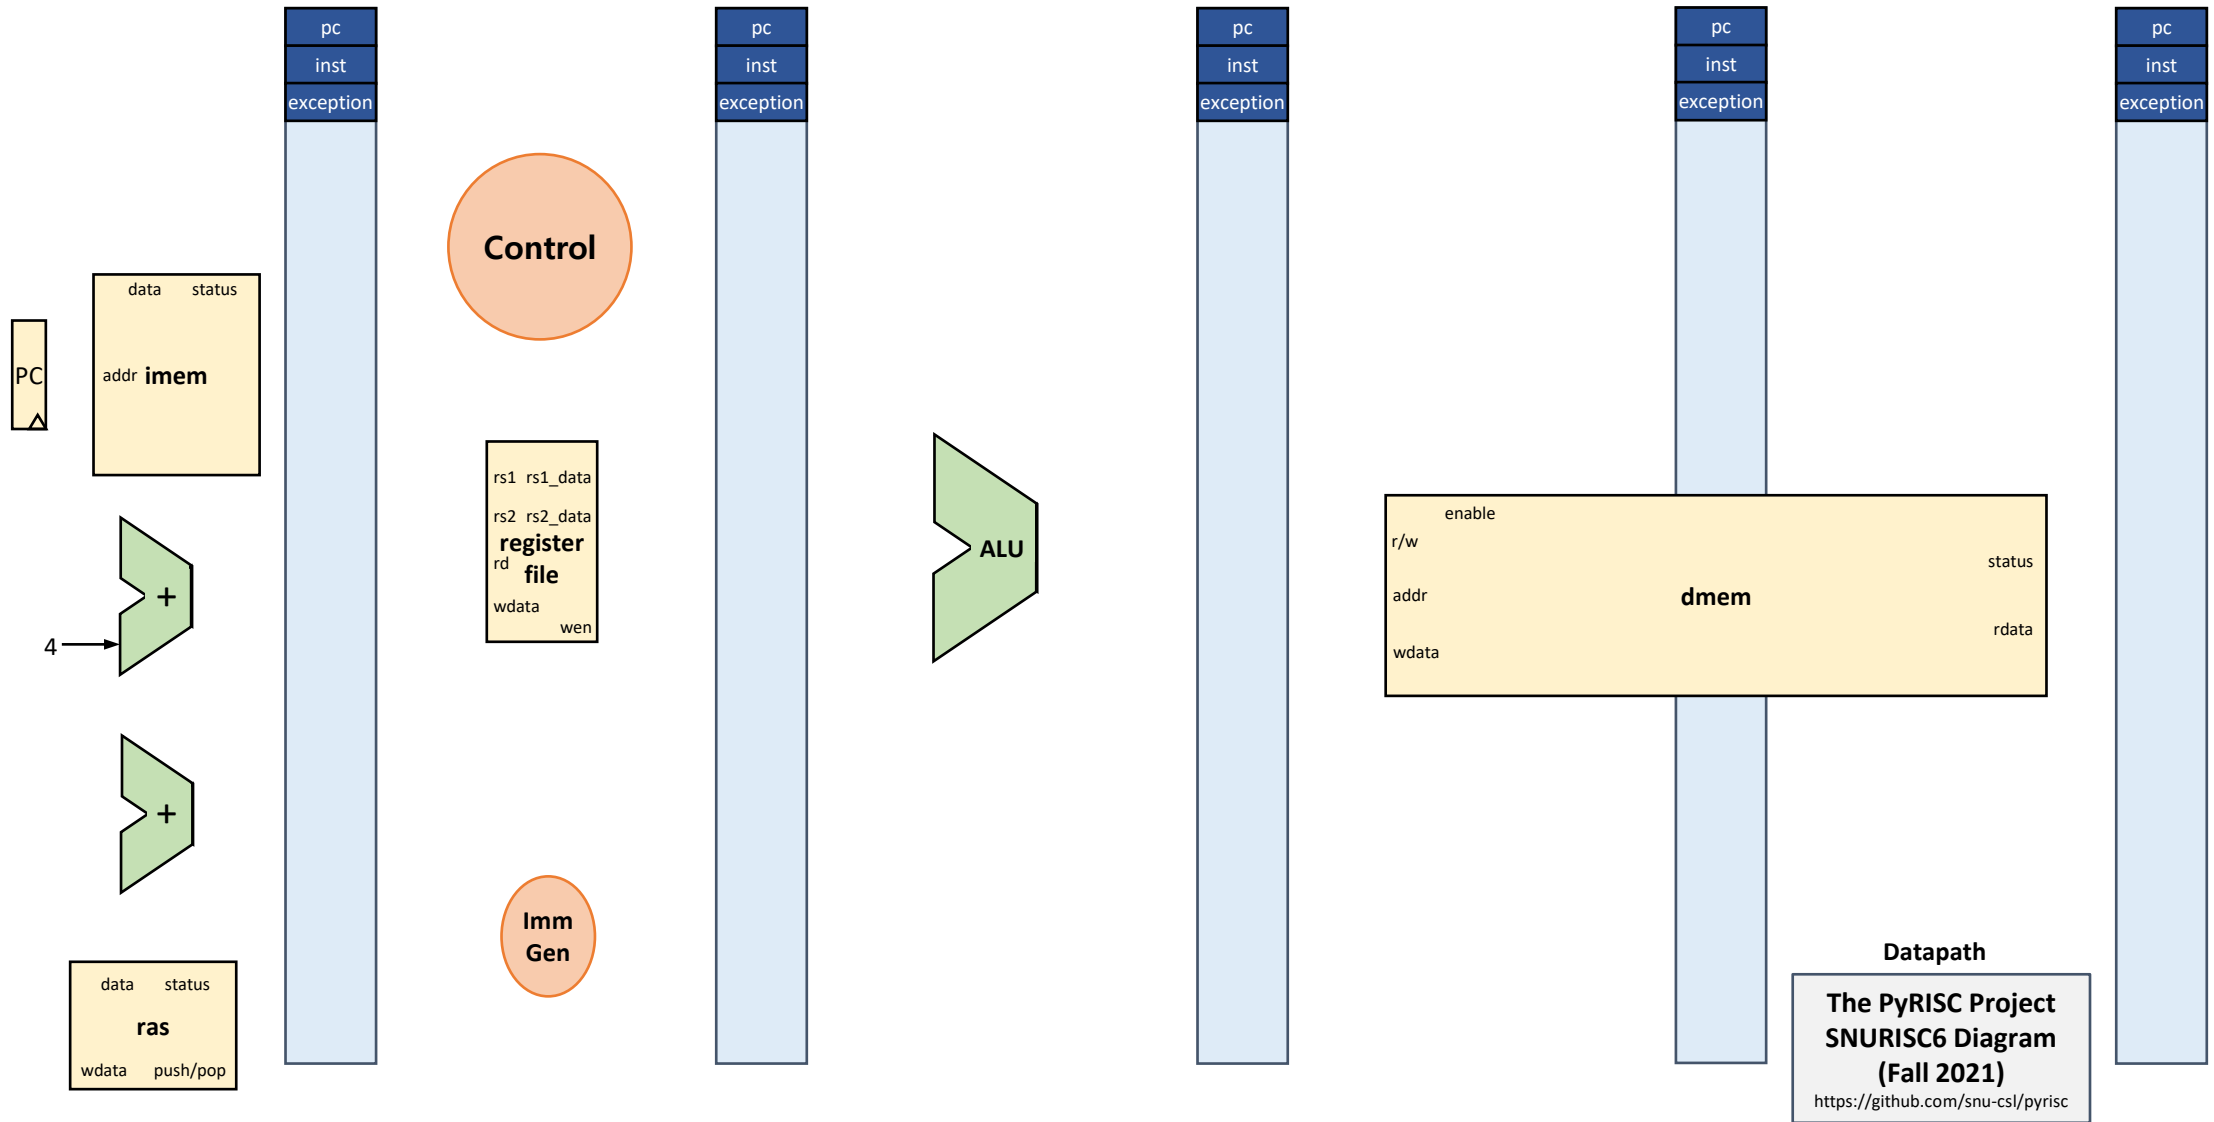 pc
inst
exception
pc
inst
exception
pc
inst
exception
pc
inst
exception
pc
inst
exception
Control
data status
addr imem
PC
rs1 rs1_data
rs2 rs2_data
register
rd
file
wdata
wen
ALU
enable
r/w
addr
wdata
dmem
status
rdata
+
4
+
Imm
Gen
data status
ras
wdata push/pop
Datapath
The PyRISC Project
SNURISC6 Diagram
(Fall 2021)
https://github.com/snu-csl/pyrisc